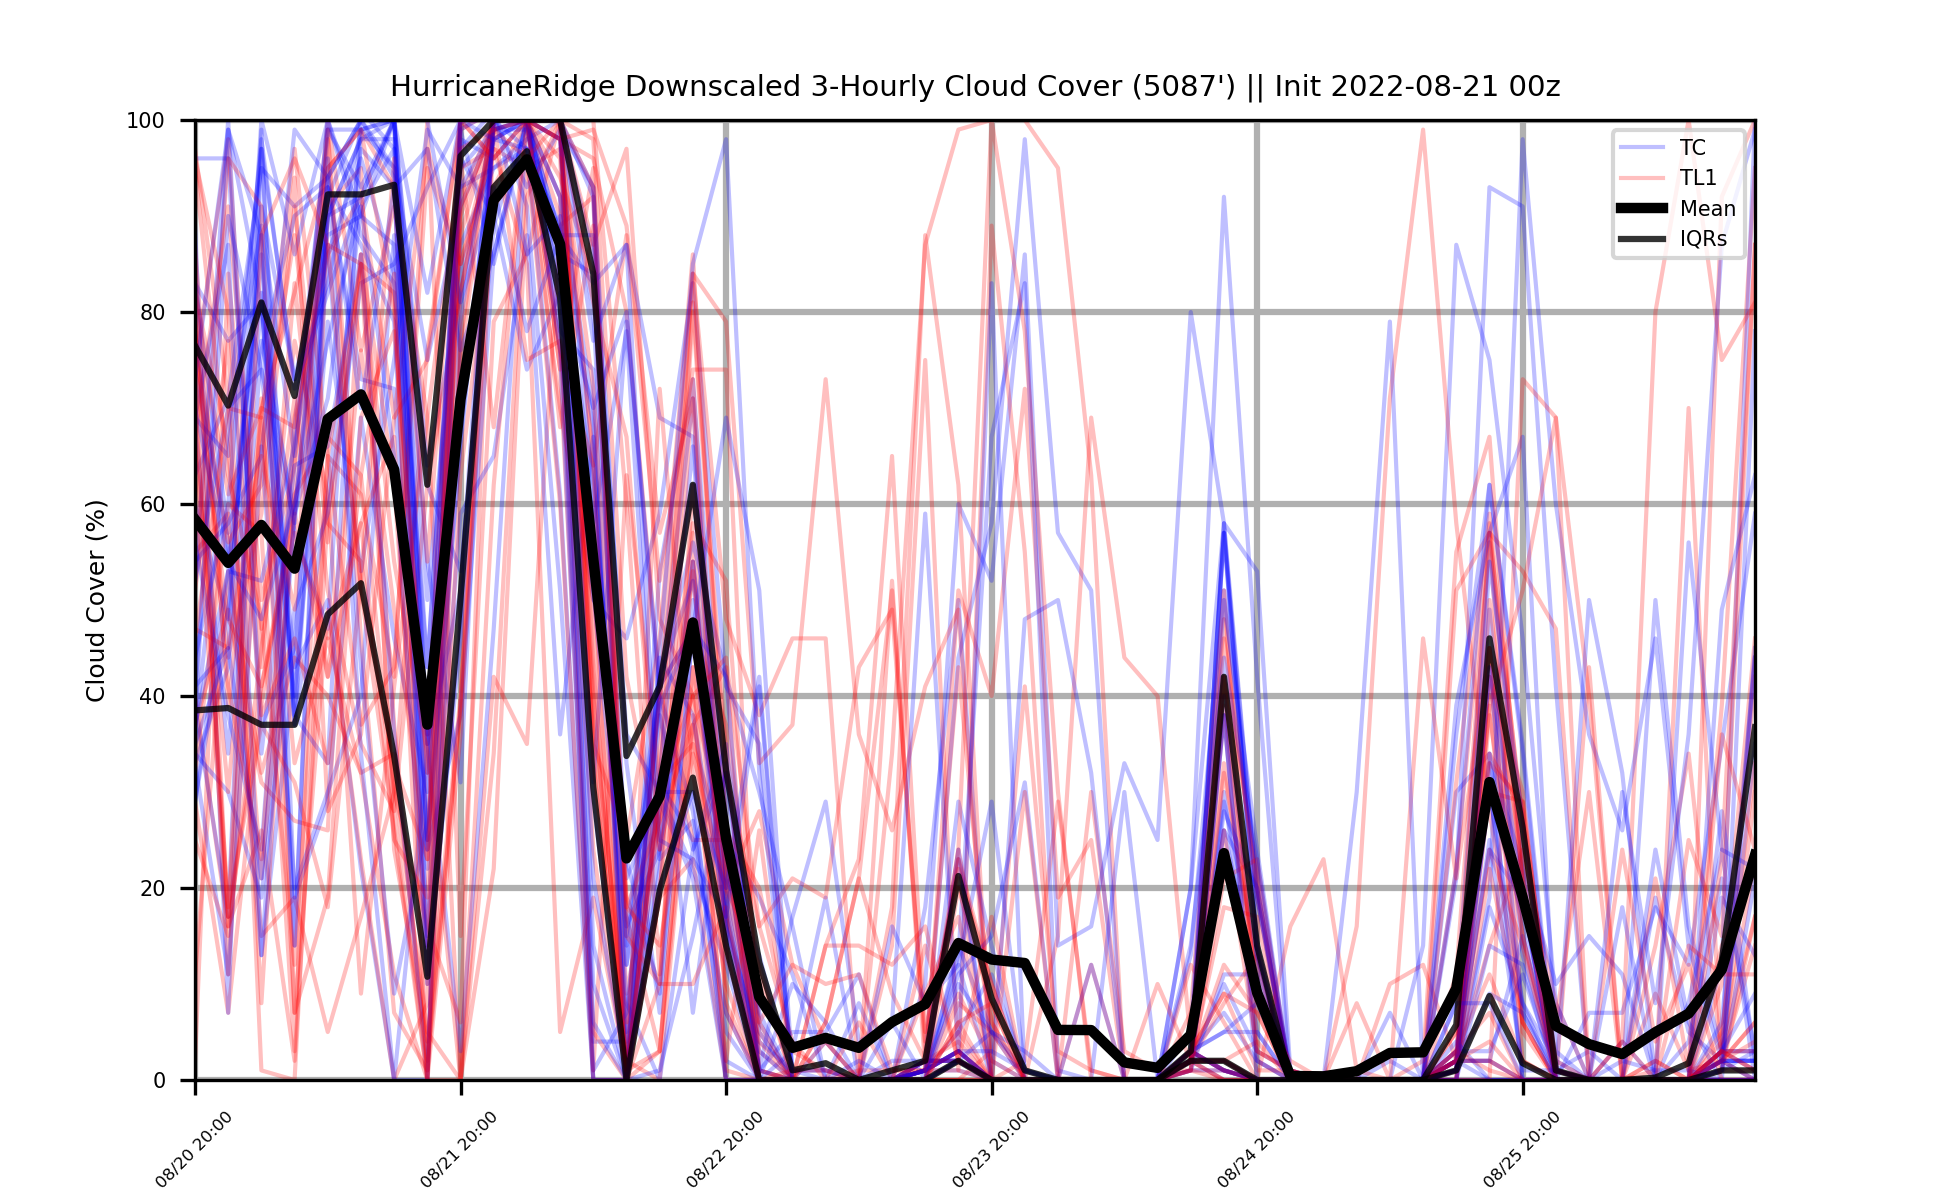 HurricaneRidge Downscaled 3-Hourly Cloud Cover (5087') || Init 2022-08-21 00z
100
80
60
40
20
0
Cloud Cover (%)
TC
TL1
Mean
IQRs
08/20 20:00
08/21 20:00
08/22 20:00
08/23 20:00
08/24 20:00
08/25 20:00